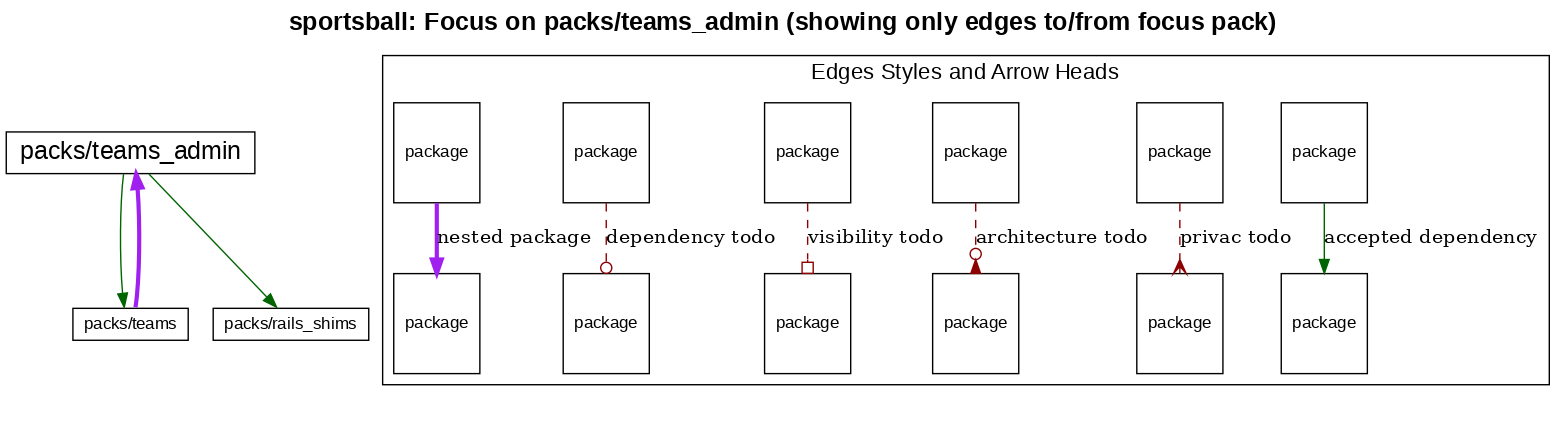 sportsball: Focus on packs/teams_admin (showing only edges to/from focus pack)
Edges Styles and Arrow Heads
packs/teams_admin
package package package package package package
nested package dependency todo visibility todo architecture todo privac todo accepted dependency
packs/teams packs/rails_shims
package package package package package package